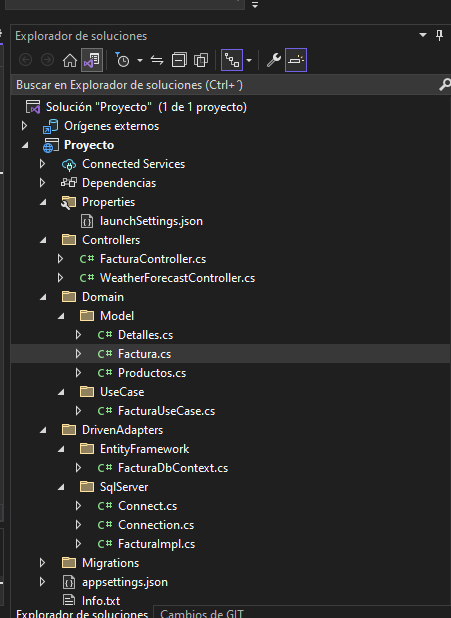 Explorador de soluciones
Buscar en Explorador de soluciones (Ctrl+´)
Solución "Proyecto" (1 de 1 proyecto)
Orígenes externos
Proyecto
Connected Services
Dependencias
Properties
launchSettings.json
Controllers
C# FacturaController.cs
C# WeatherForecastController.cs
Domain
Model
C# Detalles.cs
C# Factura.cs
C# Productos.cs
UseCase
C# FacturaUseCase.cs
DrivenAdapters
EntityFramework
C# FacturaDbContext.cs
SqlServer
C# Connect.cs
C# Connection.cs
C# FacturaImpl.cs
Migrations
appsettings.json
Info.txt
Explorador de soluciones Cambios de GIT